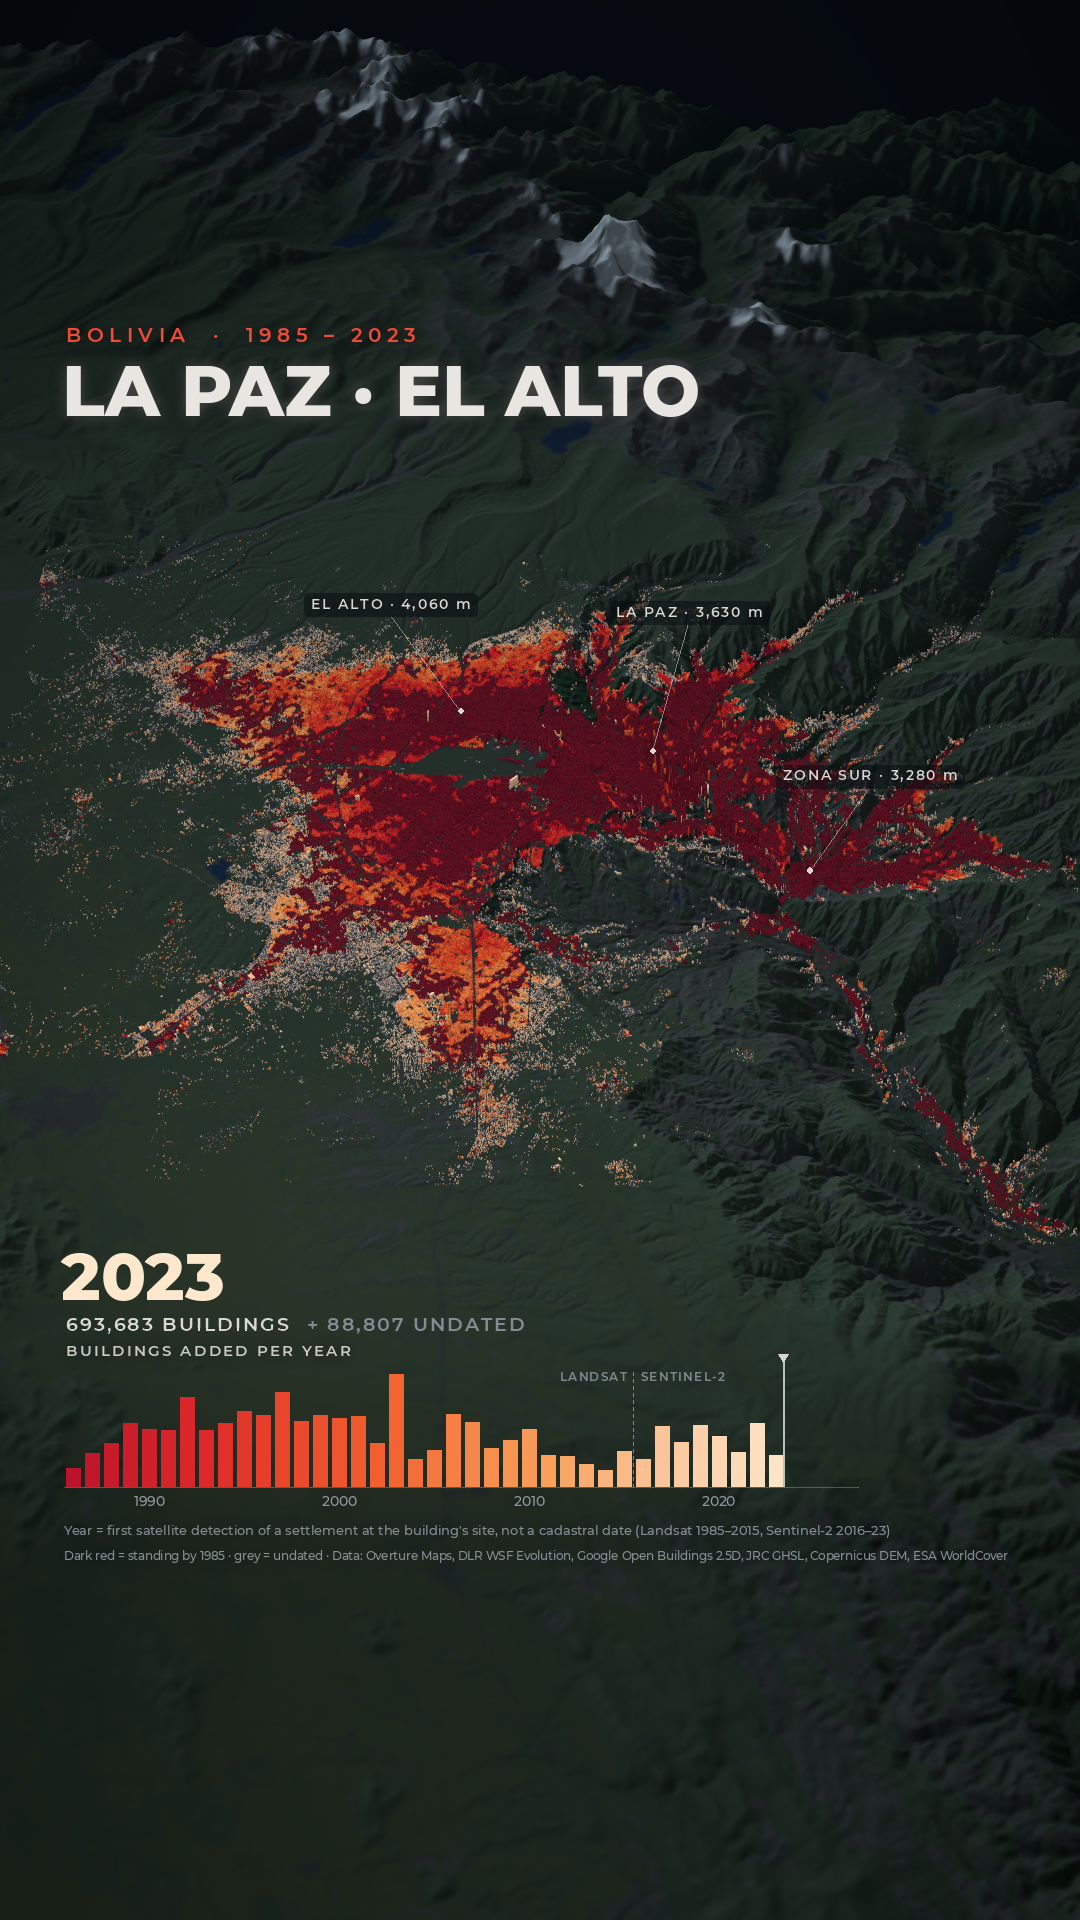 BOLIVIA · 1985 – 2023
LA PAZ · EL ALTO
EL ALTO · 4,060 m
LA PAZ · 3,630 m
ZONA SUR · 3,280 m
2023
693,683 BUILDINGS + 88,807 UNDATED
BUILDINGS ADDED PER YEAR
LANDSAT SENTINEL-2
1990 2000 2010 2020
Year = first satellite detection of a settlement at the building's site, not a cadastral date (Landsat 1985–2015, Sentinel-2 2016–23)
Dark red = standing by 1985 · grey = undated · Data: Overture Maps, DLR WSF Evolution, Google Open Buildings 2.5D, JRC GHSL, Copernicus DEM, ESA WorldCover